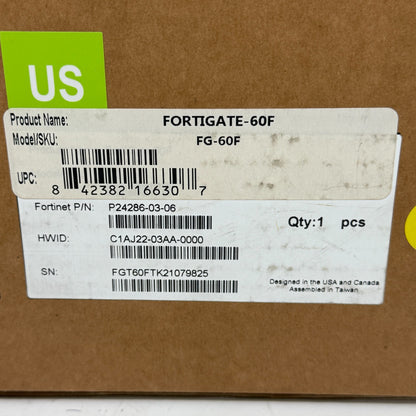 US
Product Name: FORTIGATE-60F
Model/SKU: FG-60F
UPC: 8 42382 16630 7
Fortinet P/N: P24286-03-06
Qty:1 pcs
HWID: C1AJ22-03AA-0000
SN: FGT60FTK21079825
Designed in the USA and Canada
Assembled in Taiwan